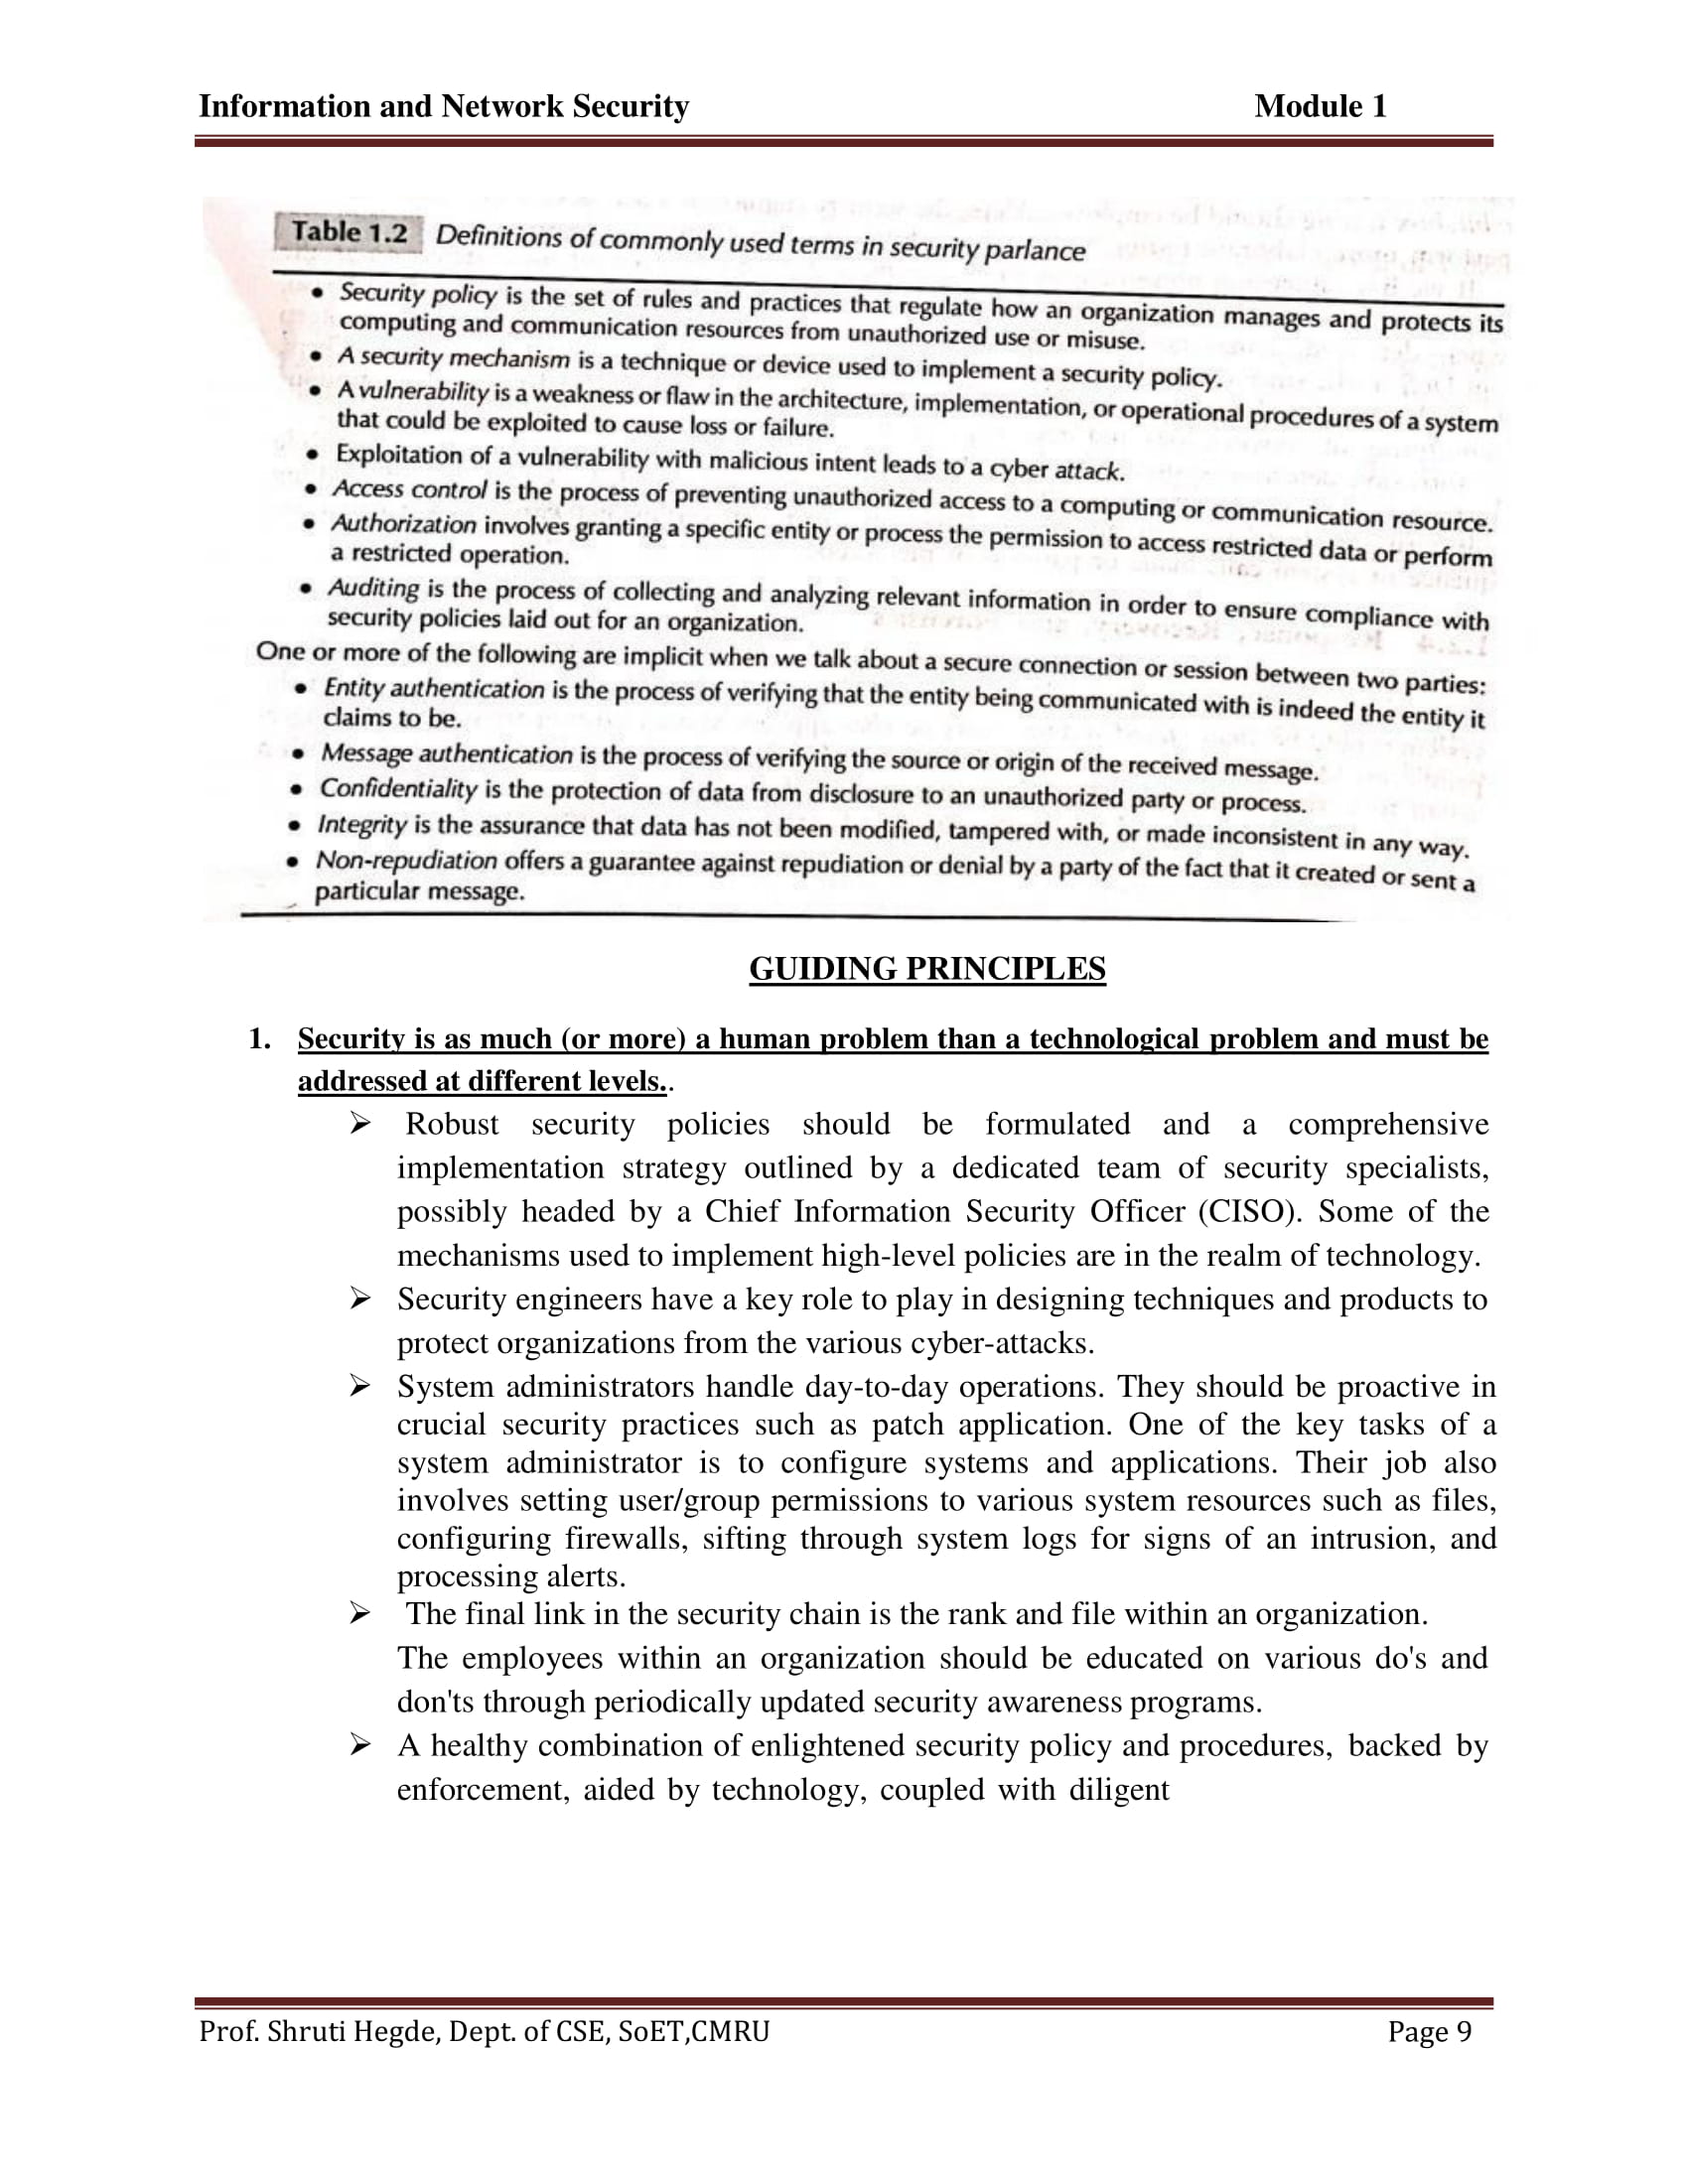 Information and Network Security Module 1
Table 1.2 Definitions of commonly used terms in security parlance
• Security policy is the set of rules and practices that regulate how an organization manages and protects its
computing and communication resources from unauthorized use or misuse.
• A security mechanism is a technique or device used to implement a security policy.
• A vulnerability is a weakness or flaw in the architecture, implementation, or operational procedures of a system
that could be exploited to cause loss or failure.
• Exploitation of a vulnerability with malicious intent leads to a cyber attack.
• Access control is the process of preventing unauthorized access to a computing or communication resource.
• Authorization involves granting a specific entity or process the permission to access restricted data or perform
a restricted operation.
• Auditing is the process of collecting and analyzing relevant information in order to ensure compliance with
security policies laid out for an organization.
One or more of the following are implicit when we talk about a secure connection or session between two parties:
• Entity authentication is the process of verifying that the entity being communicated with is indeed the entity it
claims to be.
• Message authentication is the process of verifying the source or origin of the received message.
• Confidentiality is the protection of data from disclosure to an unauthorized party or process.
• Integrity is the assurance that data has not been modified, tampered with, or made inconsistent in any way.
• Non-repudiation offers a guarantee against repudiation or denial by a party of the fact that it created or sent a
particular message.
GUIDING PRINCIPLES
1. Security is as much (or more) a human problem than a technological problem and must be
addressed at different levels..
➢ Robust security policies should be formulated and a comprehensive
implementation strategy outlined by a dedicated team of security specialists,
possibly headed by a Chief Information Security Officer (CISO). Some of the
mechanisms used to implement high-level policies are in the realm of technology.
➢ Security engineers have a key role to play in designing techniques and products to
protect organizations from the various cyber-attacks.
➢ System administrators handle day-to-day operations. They should be proactive in
crucial security practices such as patch application. One of the key tasks of a
system administrator is to configure systems and applications. Their job also
involves setting user/group permissions to various system resources such as files,
configuring firewalls, sifting through system logs for signs of an intrusion, and
processing alerts.
➢ The final link in the security chain is the rank and file within an organization.
The employees within an organization should be educated on various do's and
don'ts through periodically updated security awareness programs.
➢ A healthy combination of enlightened security policy and procedures, backed by
enforcement, aided by technology, coupled with diligent
Prof. Shruti Hegde, Dept. of CSE, SoET,CMRU Page 9